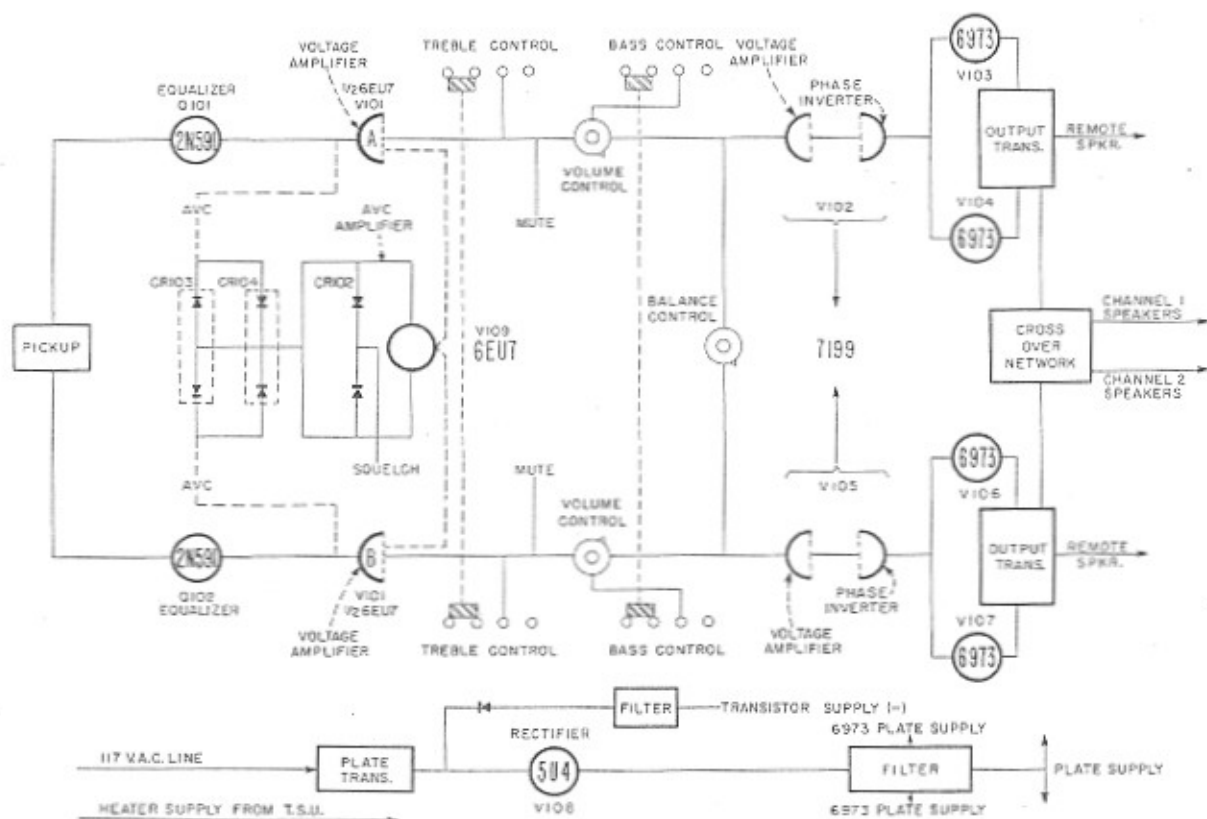 TREBLE CONTROL
BASS CONTROL
VOLTAGE
AMPLIFIER
VOLTAGE
AMPLIFIER
6973
V103
EQUALIZER
Q101
1/2 6EU7
V101
PHASE
INVERTER
2N591
A
OUTPUT
TRANS.
REMOTE
SPKR.
VOLUME
CONTROL
AVC
AVC
AMPLIFIER
MUTE
V102
V104
6973
CR103
CR104
CR102
BALANCE
CONTROL
CHANNEL 1
SPEAKERS
PICKUP
V109
6EU7
7199
CROSS
OVER
NETWORK
CHANNEL 2
SPEAKERS
SQUELCH
MUTE
AVC
V105
6973
V106
VOLUME
CONTROL
2N591
B
OUTPUT
TRANS.
REMOTE
SPKR.
Q102
EQUALIZER
V101
1/2 6EU7
PHASE
INVERTER
V107
VOLTAGE
AMPLIFIER
TREBLE CONTROL
BASS CONTROL
VOLTAGE
AMPLIFIER
6973
FILTER
TRANSISTOR SUPPLY (-)
RECTIFIER
6973 PLATE SUPPLY
117 V.A.C. LINE
PLATE
TRANS.
5U4
FILTER
PLATE SUPPLY
HEATER SUPPLY FROM T.S.U.
V108
6973 PLATE SUPPLY